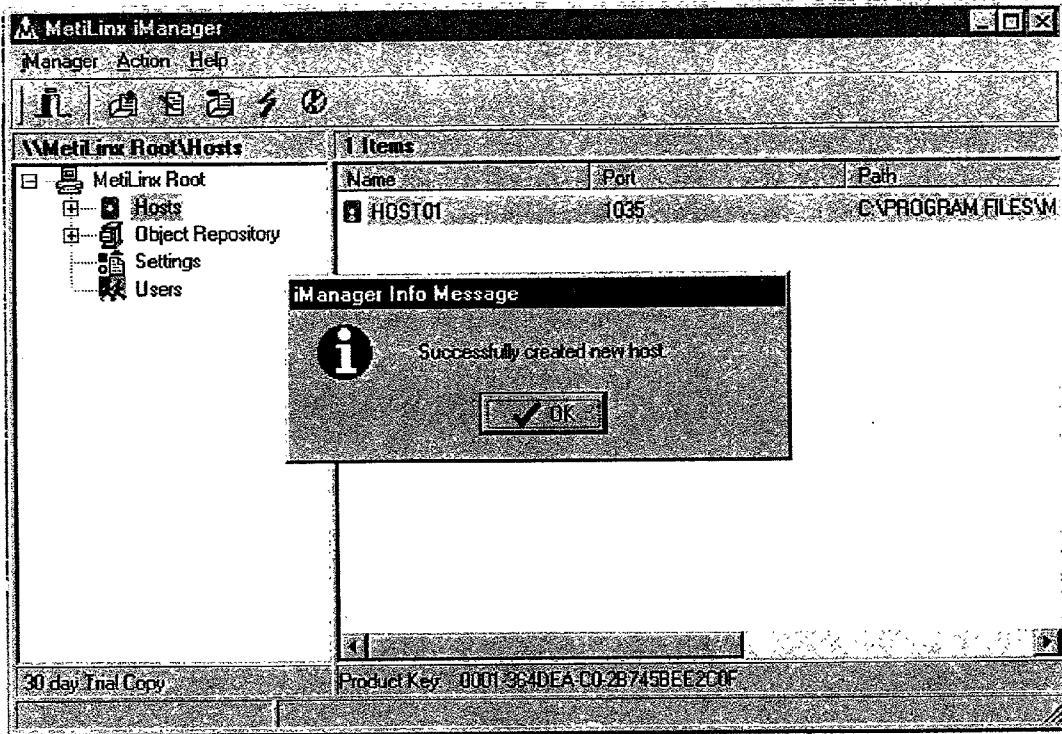 MetiLinx iManager
iManager Action Help
\\MetiLinx Root\Hosts
1 Items
MetiLinx Root
Hosts
Object Repository
Settings
Users
Name Port Path
HOST01 1035 C:\PROGRAM FILES\M
iManager Info Message
Successfully created new host.
OK
30 day Trial Copy
Product Key: